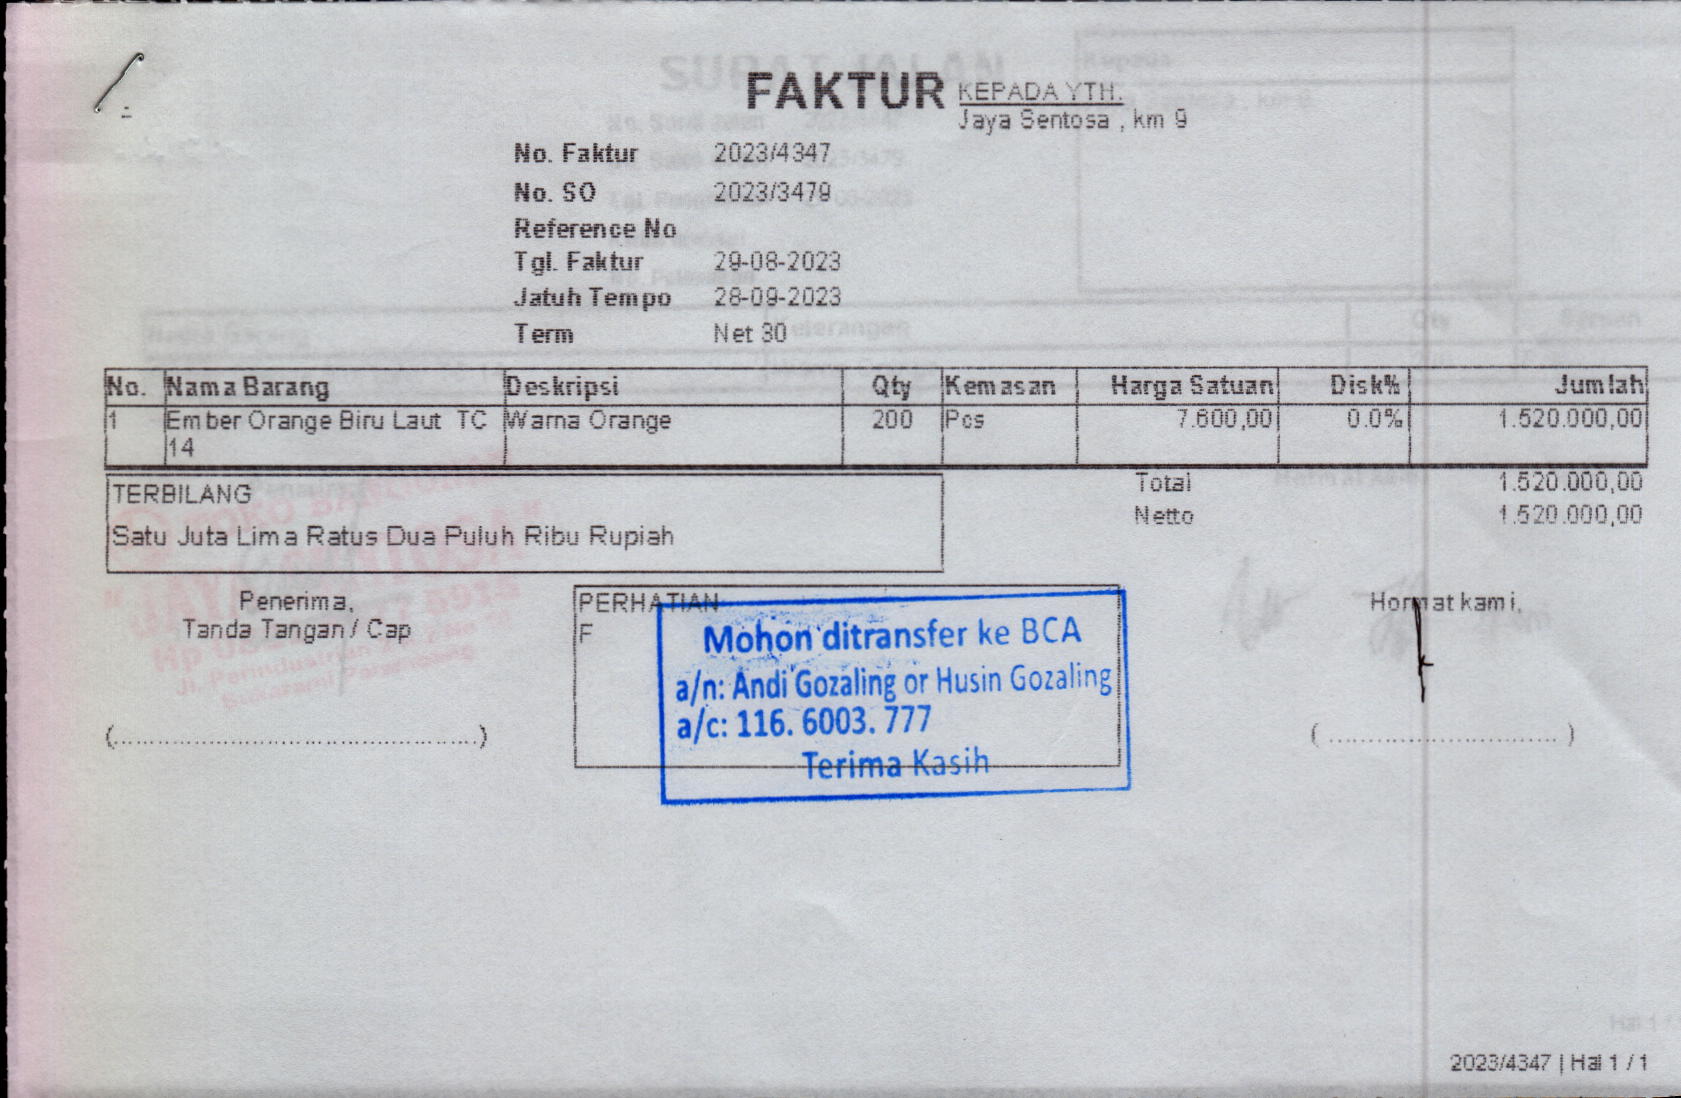 FAKTUR
KEPADA YTH:
Jaya Sentosa , km 9
No. Faktur 2023/4347
No. SO 2023/3479
Reference No
Tgl. Faktur 29-08-2023
Jatuh Tempo 28-09-2023
Term Net 30
No. Nama Barang Deskripsi Qty Kemasan Harga Satuan Disk% Jumlah
1 Ember Orange Biru Laut TC Warna Orange 200 Pcs 7.600,00 0.0% 1.520.000,00
14
TERBILANG
Satu Juta Lima Ratus Dua Puluh Ribu Rupiah
Total 1.520.000,00
Netto 1.520.000,00
Penerima,
Tanda Tangan / Cap
(............................................)
PERHATIAN
F
Mohon ditransfer ke BCA
a/n: Andi Gozaling or Husin Gozaling
a/c: 116. 6003. 777
Terima Kasih
Hormat kami,
( ............................ )
2023/4347 | Hal 1 / 1
SURAT JALAN
Kepada
Keterangan
Qty